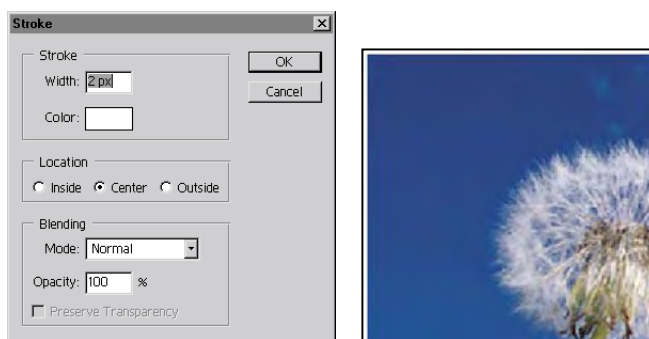 Stroke
Stroke
Width: 2 px
Color:
OK
Cancel
Location
Inside Center Outside
Blending
Mode: Normal
Opacity: 100 %
Preserve Transparency